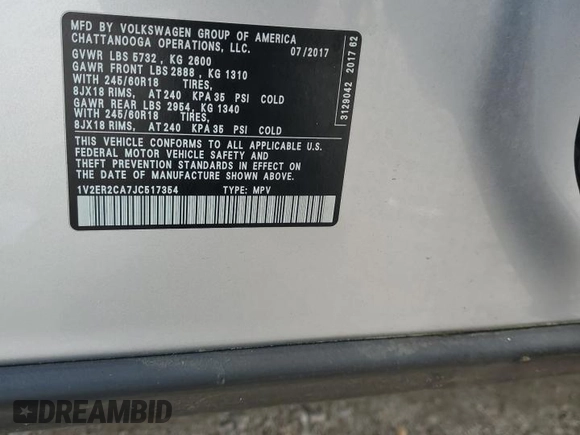 MFD BY VOLKSWAGEN GROUP OF AMERICA
CHATTANOOGA OPERATIONS, LLC. 07/2017
GVWR LBS 5732 , KG 2600
GAWR FRONT LBS 2888 , KG 1310
WITH 245/60R18 TIRES,
8JX18 RIMS, AT 240 KPA 35 PSI COLD
GAWR REAR LBS 2954, KG 1340
WITH 245/60R18 TIRES,
8JX18 RIMS, AT 240 KPA 35 PSI COLD
THIS VEHICLE CONFORMS TO ALL APPLICABLE U.S.
FEDERAL MOTOR VEHICLE SAFETY AND
THEFT PREVENTION STANDARDS IN EFFECT ON
THE DATE OF MANUFACTURE SHOWN ABOVE.
1V2ER2CA7JC517354 TYPE: MPV
3129042 2017 62
DREAMBID